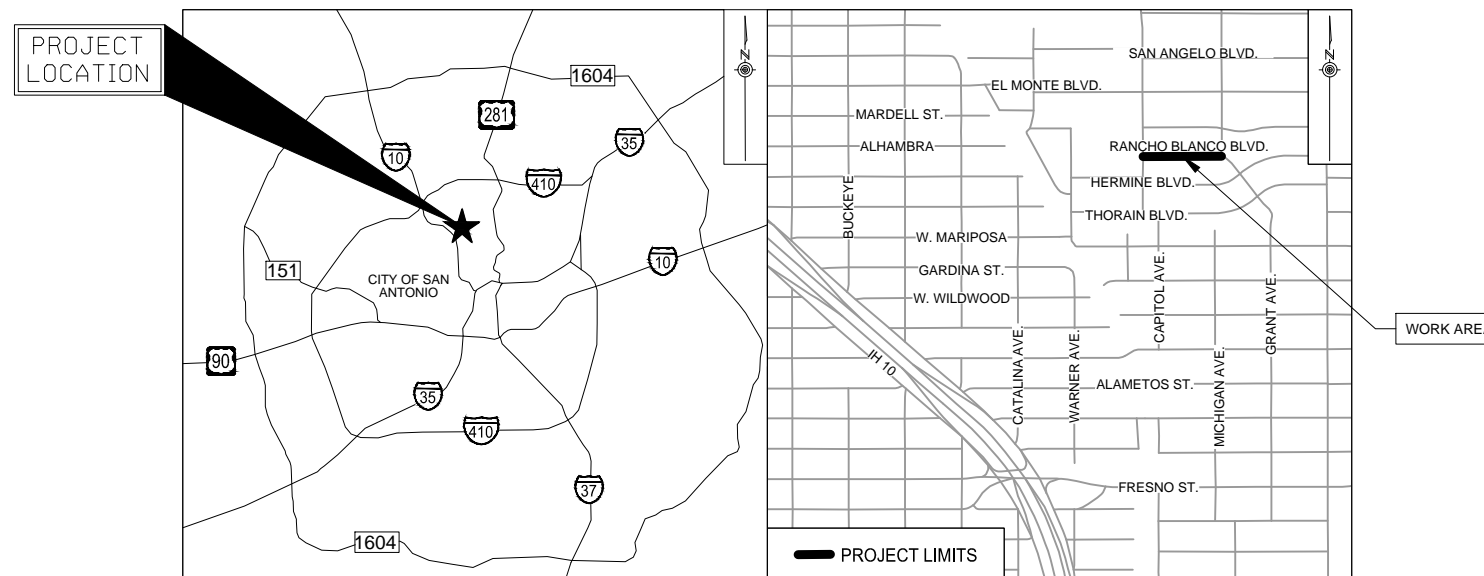 PROJECT
LOCATION
1604
281
35
10
410
151
10
CITY OF SAN
ANTONIO
90
35
410
37
1604
N
SAN ANGELO BLVD.
EL MONTE BLVD.
MARDELL ST.
ALHAMBRA
RANCHO BLANCO BLVD.
HERMINE BLVD.
BUCKEYE
THORAIN BLVD.
W. MARIPOSA
GARDINA ST.
W. WILDWOOD
CAPITOL AVE.
GRANT AVE.
WORK ARE
IH 10
CATALINA AVE.
WARNER AVE.
ALAMETOS ST.
MICHIGAN AVE.
FRESNO ST.
PROJECT LIMITS
N